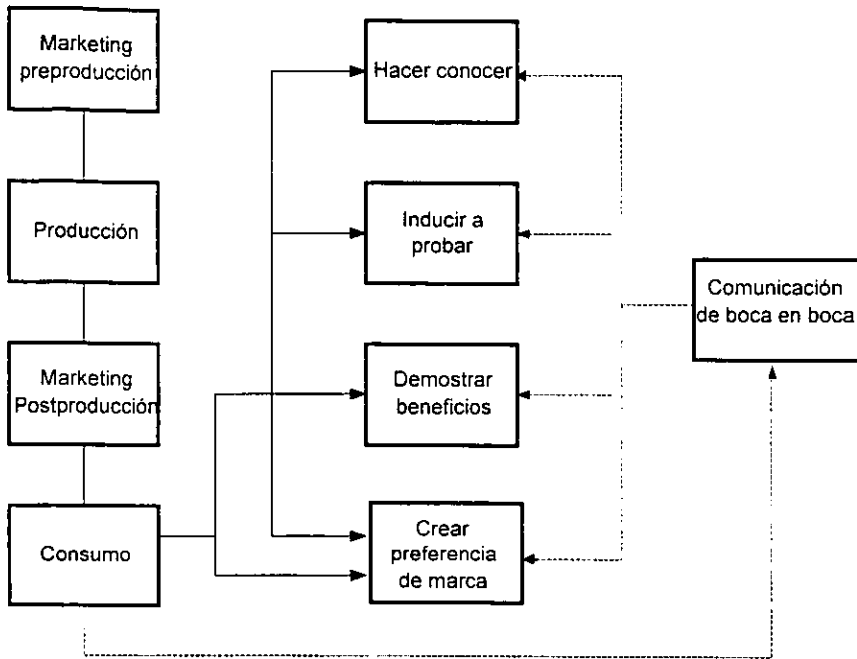 Marketing
preproducción
Producción
Marketing
Postproducción
Consumo
Hacer conocer
Inducir a
probar
Demostrar
beneficios
Crear
preferencia
de marca
Comunicación
de boca en boca